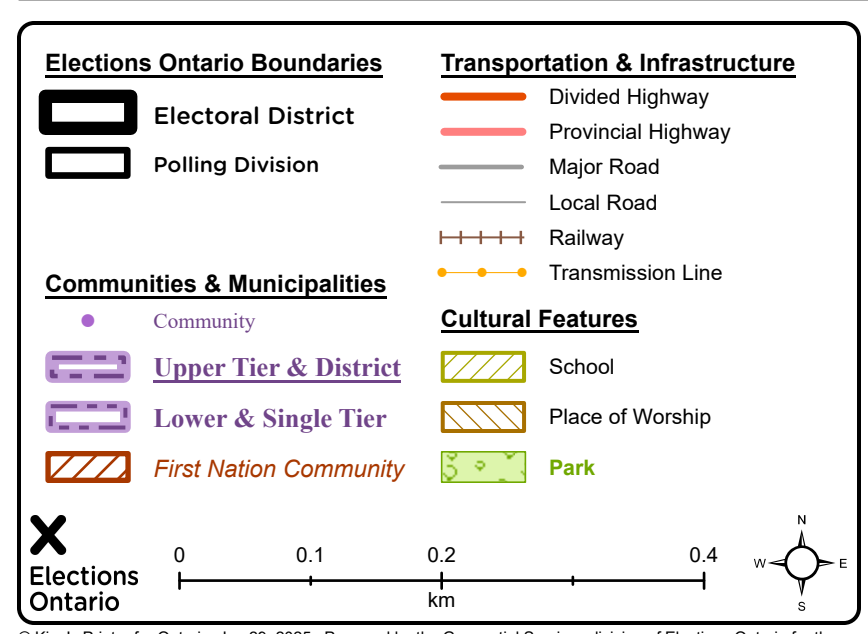 Elections Ontario Boundaries
Electoral District
Polling Division
Communities & Municipalities
Community
Upper Tier & District
Lower & Single Tier
First Nation Community
Transportation & Infrastructure
Divided Highway
Provincial Highway
Major Road
Local Road
Railway
Transmission Line
Cultural Features
School
Place of Worship
Park
Elections
Ontario
0 0.1 0.2 0.4
km
N
W E
S